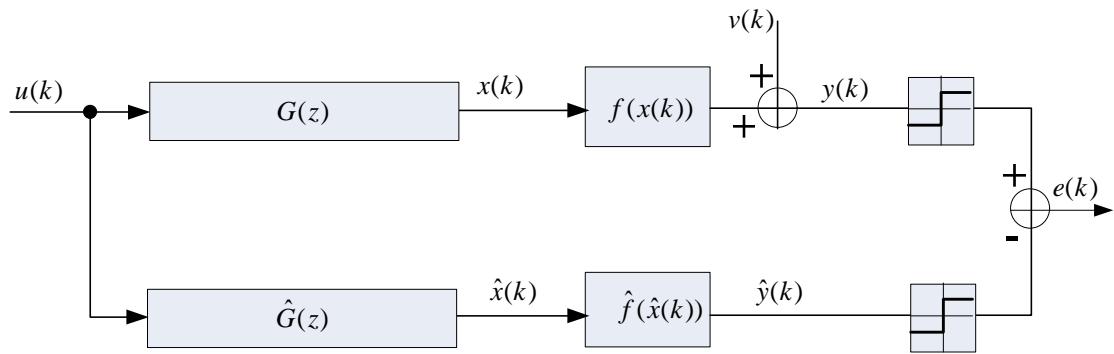 v(k)
u(k)
G(z)
x(k)
f(x(k))
+
+
y(k)
+
e(k)
-
Ĝ(z)
x̂(k)
f̂(x̂(k))
ŷ(k)